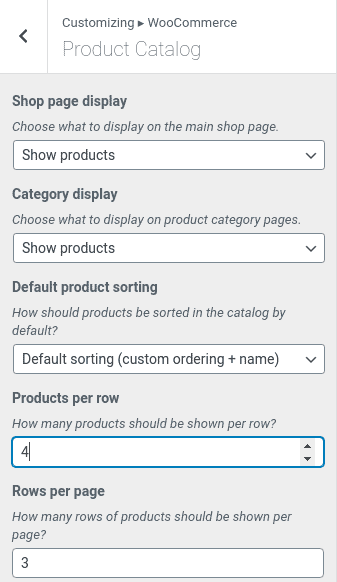 Customizing ▸ WooCommerce
Product Catalog
Shop page display
Choose what to display on the main shop page.
Show products
Category display
Choose what to display on product category pages.
Show products
Default product sorting
How should products be sorted in the catalog by
default?
Default sorting (custom ordering + name)
Products per row
How many products should be shown per row?
4
Rows per page
How many rows of products should be shown per
page?
3